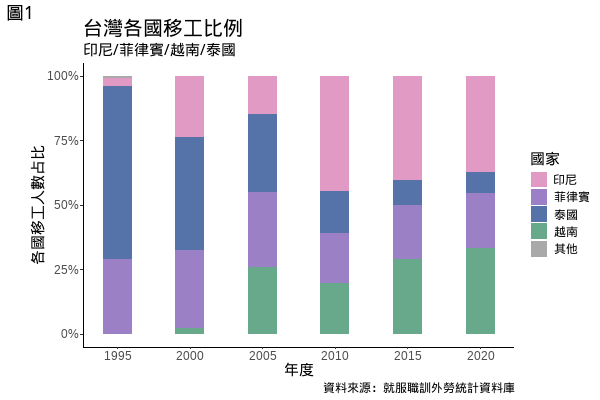 圖1
台灣各國移工比例
印尼/菲律賓/越南/泰國
各國移工人數占比
100%
75%
50%
25%
0%
1995 2000 2005 2010 2015 2020
年度
國家
印尼
菲律賓
泰國
越南
其他
資料來源：就服職訓外勞統計資料庫